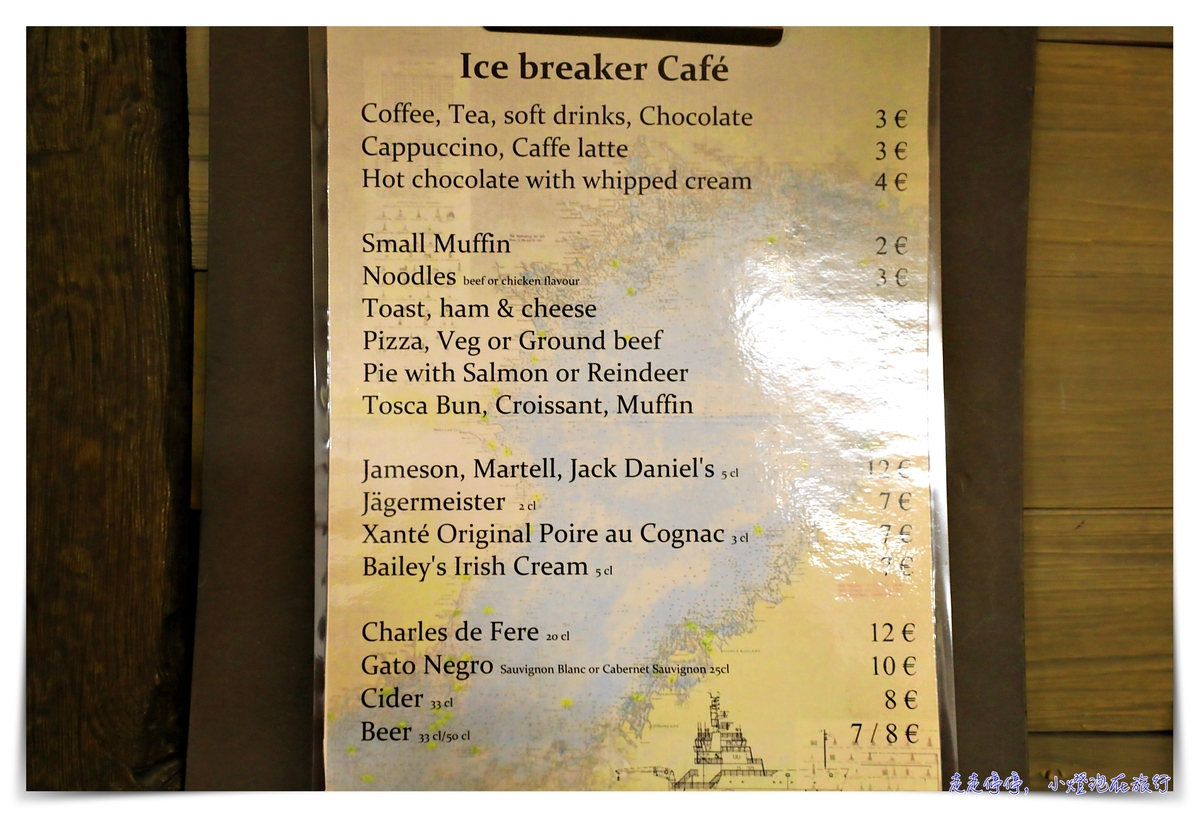 Ice breaker Café
Coffee, Tea, soft drinks, Chocolate 3 €
Cappuccino, Caffe latte 3 €
Hot chocolate with whipped cream 4 €
Small Muffin 2 €
Noodles beef or chicken flavour 3 €
Toast, ham & cheese
Pizza, Veg or Ground beef
Pie with Salmon or Reindeer
Tosca Bun, Croissant, Muffin
Jameson, Martell, Jack Daniel's 5 cl 12 €
Jägermeister 2 cl 7 €
Xanté Original Poire au Cognac 3 cl 7 €
Bailey's Irish Cream 5 cl €
Charles de Fere 20 cl 12 €
Gato Negro Sauvignon Blanc or Cabernet Sauvignon 25cl 10 €
Cider 33 cl 8 €
Beer 33 cl/50 cl 7 / 8 €
走走停停, 小燈泡在旅行